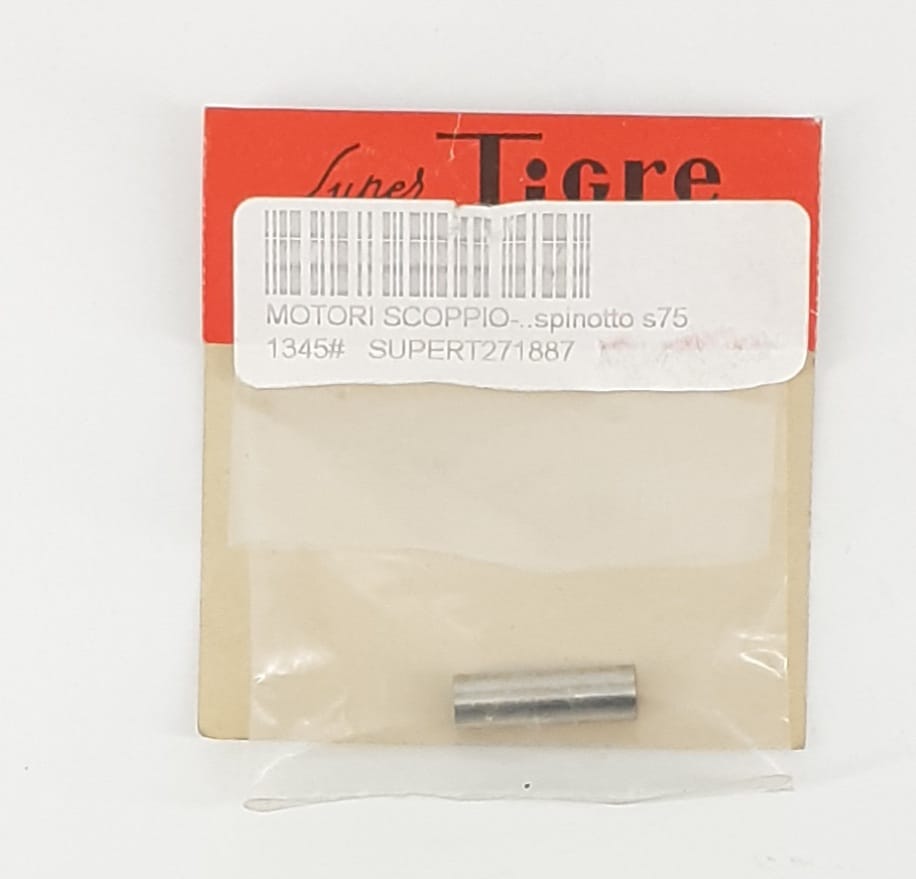 Super Tigre
MOTORI SCOPPIO-..spinotto s75
1345# SUPERT271887